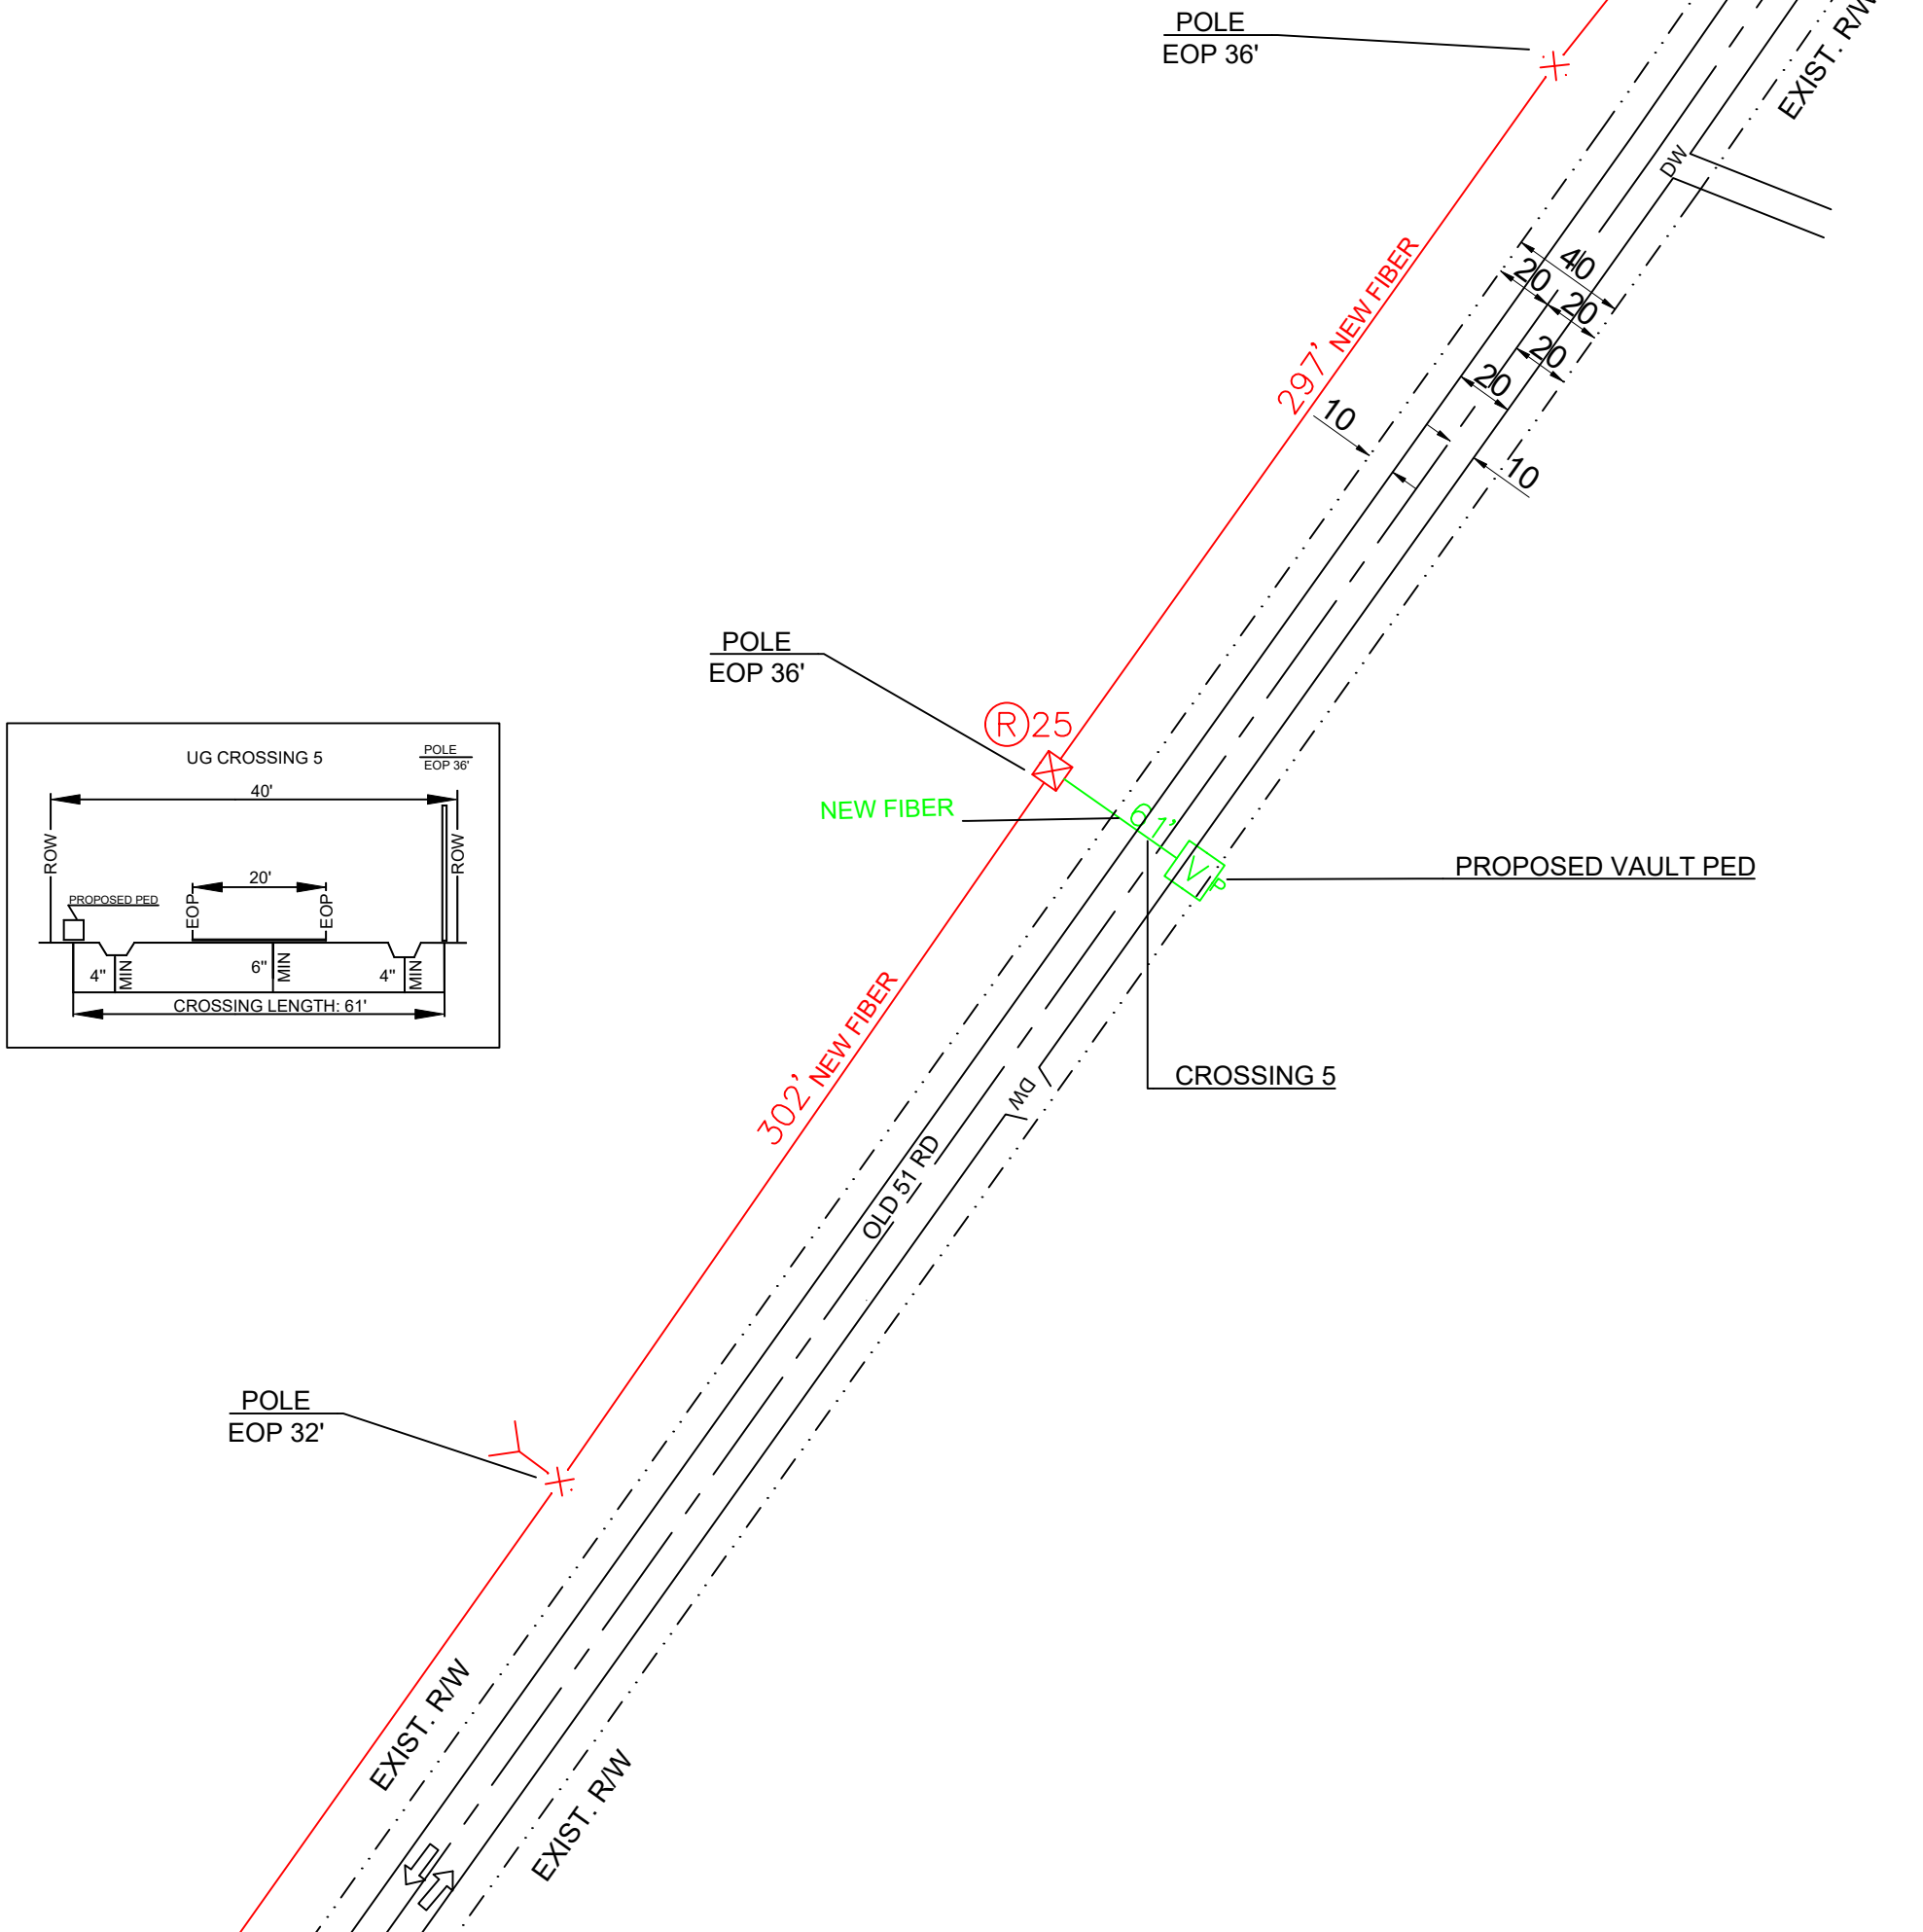 POLE
EOP 36'
EXIST. R/W
DW
40
20
20
20
20
10
10
297' NEW FIBER
POLE
EOP 36'
R 25
NEW FIBER
61'
V
P
PROPOSED VAULT PED
UG CROSSING 5
POLE
EOP 36'
40'
ROW
ROW
20'
PROPOSED PED
EOP
EOP
4"
MIN
6"
MIN
4"
MIN
CROSSING LENGTH: 61'
302' NEW FIBER
CROSSING 5
DW
OLD 51 RD
POLE
EOP 32'
EXIST. R/W
EXIST. R/W